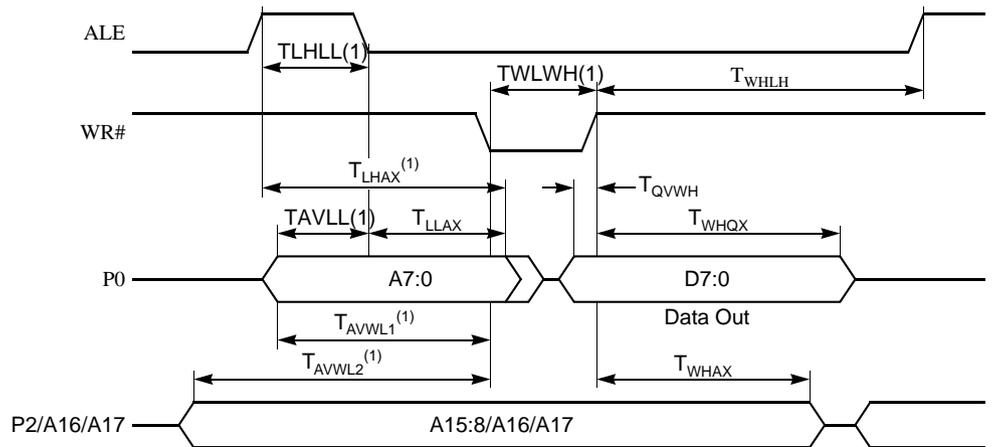 ALE
TLHLL(1)
TWLWH(1)
TWHLH
WR#
TLHAX(1)
TQVWH
TAVLL(1)
TLLAX
TWHQX
P0
A7:0
D7:0
Data Out
TAVWL1(1)
TAVWL2(1)
TWHAX
P2/A16/A17
A15:8/A16/A17